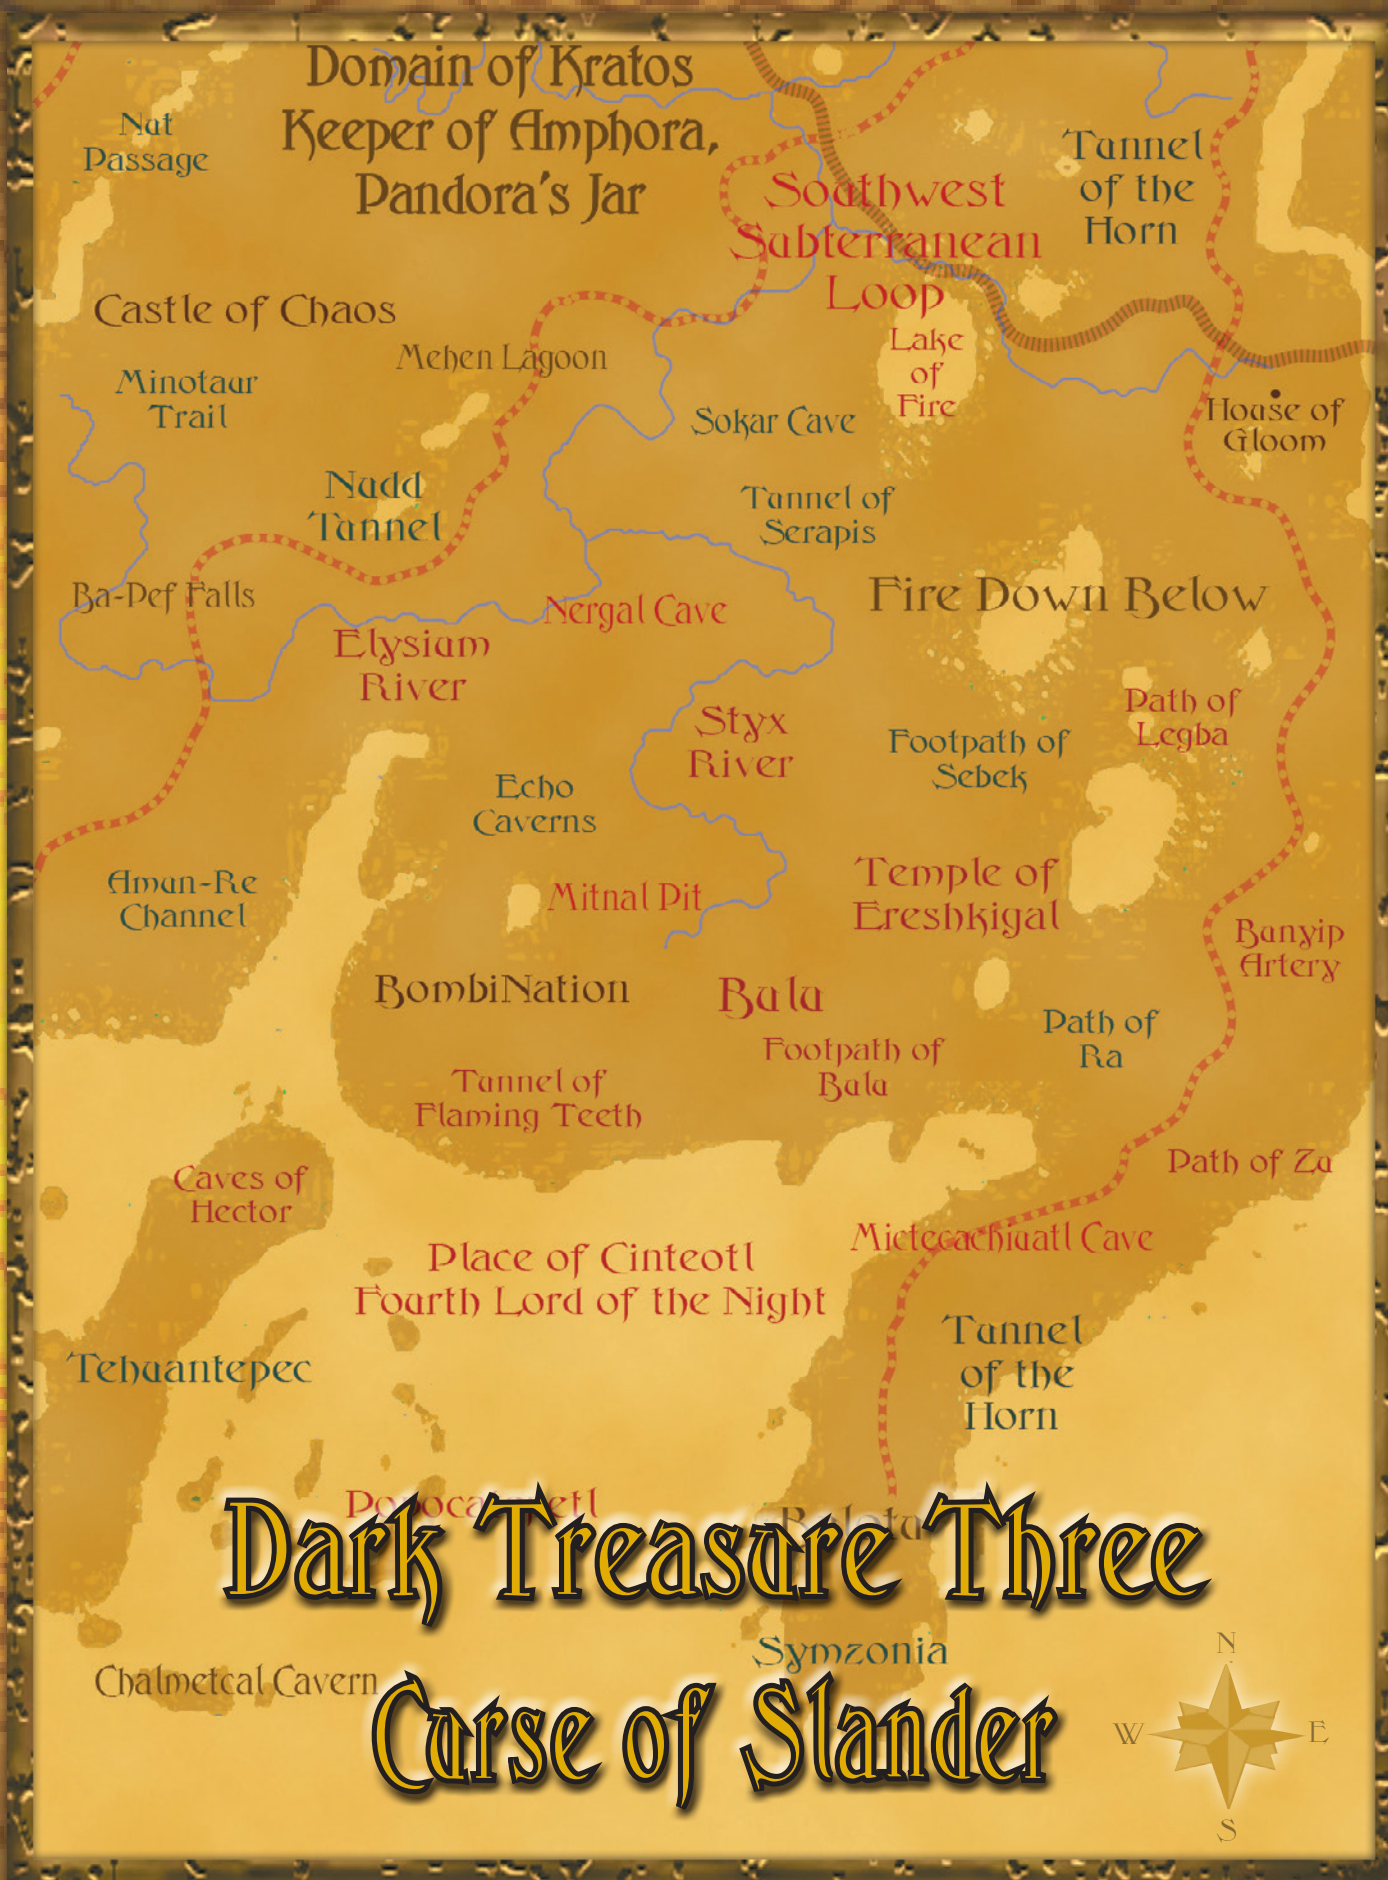 Domain of Kratos
Keeper of Amphora,
Pandora's Jar
Nut
Passage
Tunnel
of the
Horn
Southwest
Subterranean
Loop
Castle of Chaos
Mehen Lagoon
Lake
of
Fire
Minotaur
Trail
Sokar Cave
House of
Gloom
Nudd
Tunnel
Tunnel of
Serapis
Ba-Def Falls
Nergal Cave
Fire Down Below
Elysium
River
Styx
River
Path of
Legba
Footpath of
Sebek
Echo
Caverns
Amun-Re
Channel
Mitnal Pit
Temple of
Ereshkigal
Bunyip
Artery
BombiNation
Bulu
Path of
Ra
Footpath of
Bulu
Tunnel of
Flaming Teeth
Caves of
Hector
Path of Zu
Mictecachiuatl Cave
Place of Cinteotl
Fourth Lord of the Night
Tunnel
of the
Horn
Tehuantepec
Popocatepetl
Bulotu
Dark Treasure Three
Symzonia
Chalmetcal Cavern
Curse of Slander
N
W
E
S